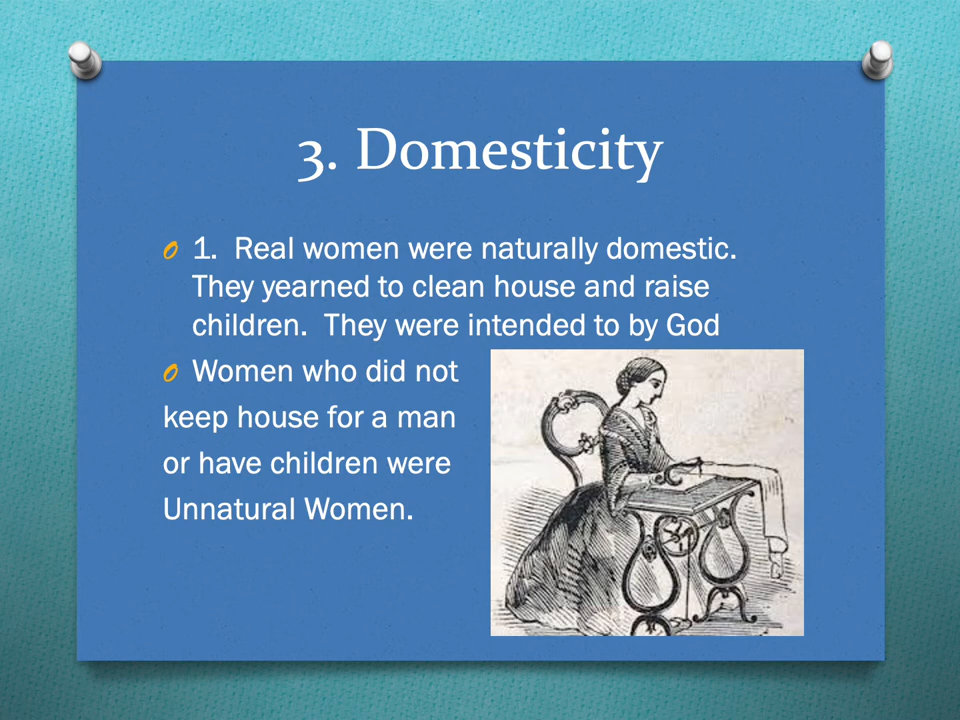 3. Domesticity
1. Real women were naturally domestic.
They yearned to clean house and raise
children. They were intended to by God
Women who did not
keep house for a man
or have children were
Unnatural Women.